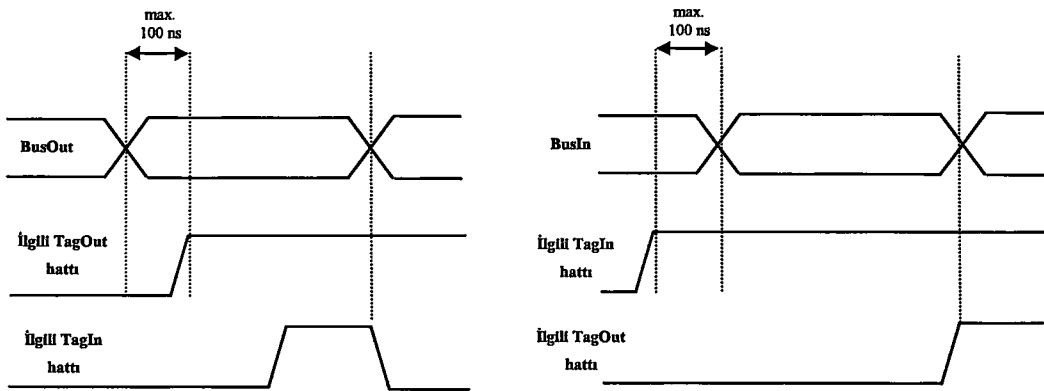 max.
100 ns
BusOut
İlgili TagOut
hattı
İlgili TagIn
hattı
max.
100 ns
BusIn
İlgili TagIn
hattı
İlgili TagOut
hattı